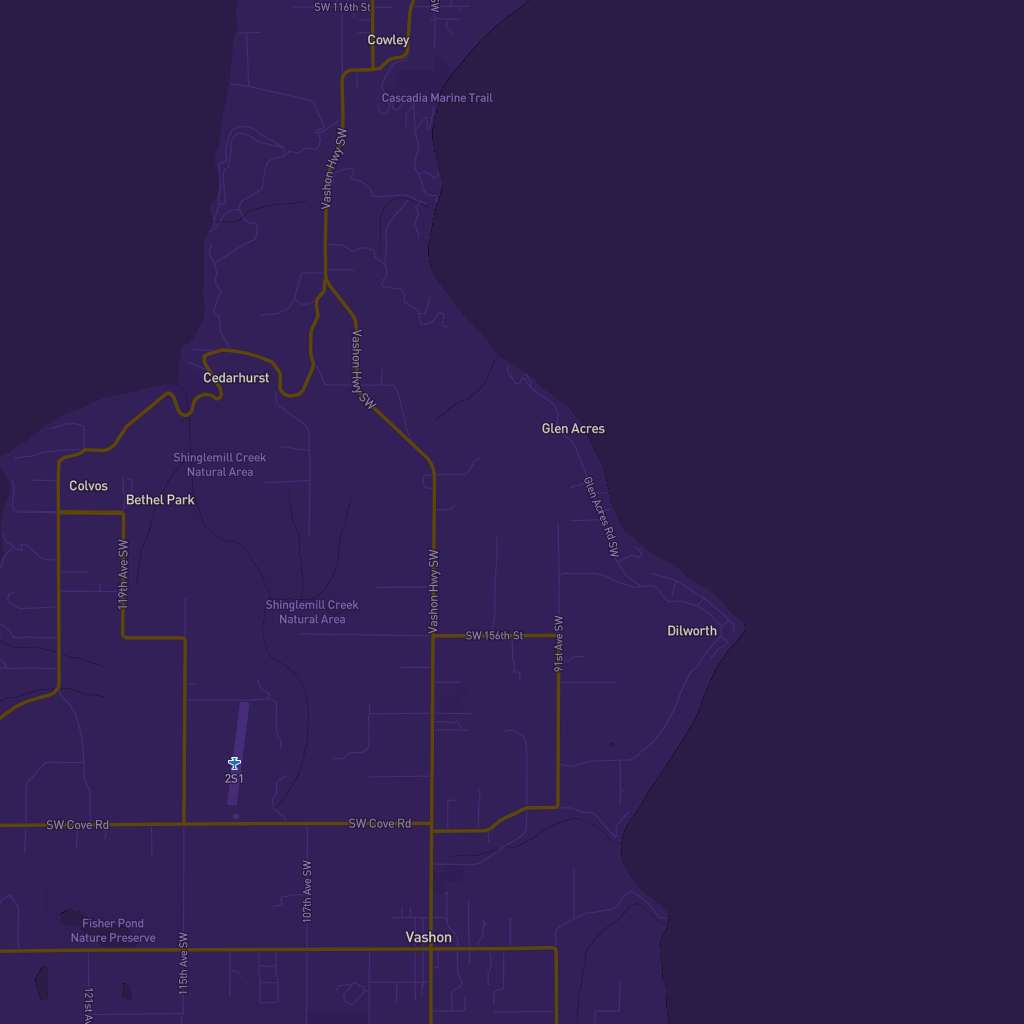 SW 116th St
SW
Cowley
Cascadia Marine Trail
Vashon Hwy SW
Vashon Hwy SW
Cedarhurst
Glen Acres
Shinglemill Creek
Natural Area
Colvos
Bethel Park
Glen Acres Rd SW
119th Ave SW
Vashon Hwy SW
Shinglemill Creek
Natural Area
SW 156th St
91st Ave SW
Dilworth
2S1
SW Cove Rd
SW Cove Rd
107th Ave SW
Fisher Pond
Nature Preserve
Vashon
115th Ave SW
121st Av